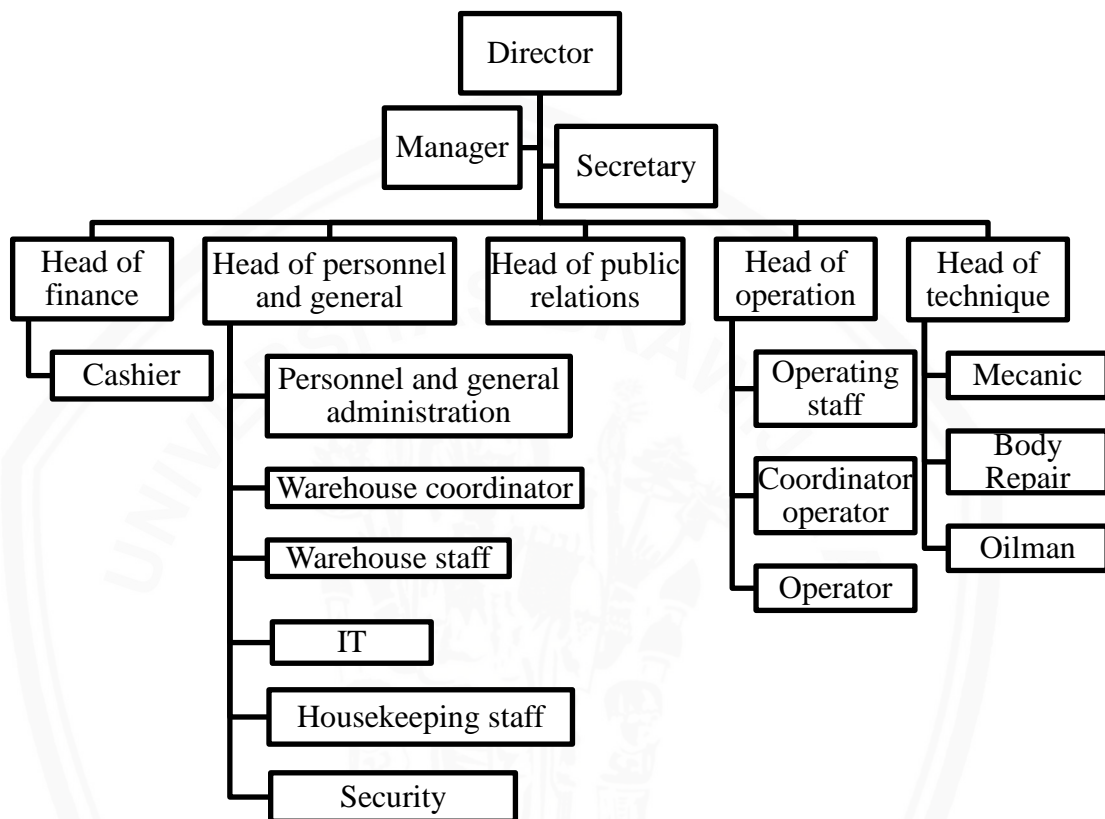 Director
Manager
Secretary
Head of
finance
Head of personnel
and general
Head of public
relations
Head of
operation
Head of
technique
Cashier
Personnel and general
administration
Warehouse coordinator
Warehouse staff
IT
Housekeeping staff
Security
Operating
staff
Coordinator
operator
Operator
Mecanic
Body
Repair
Oilman